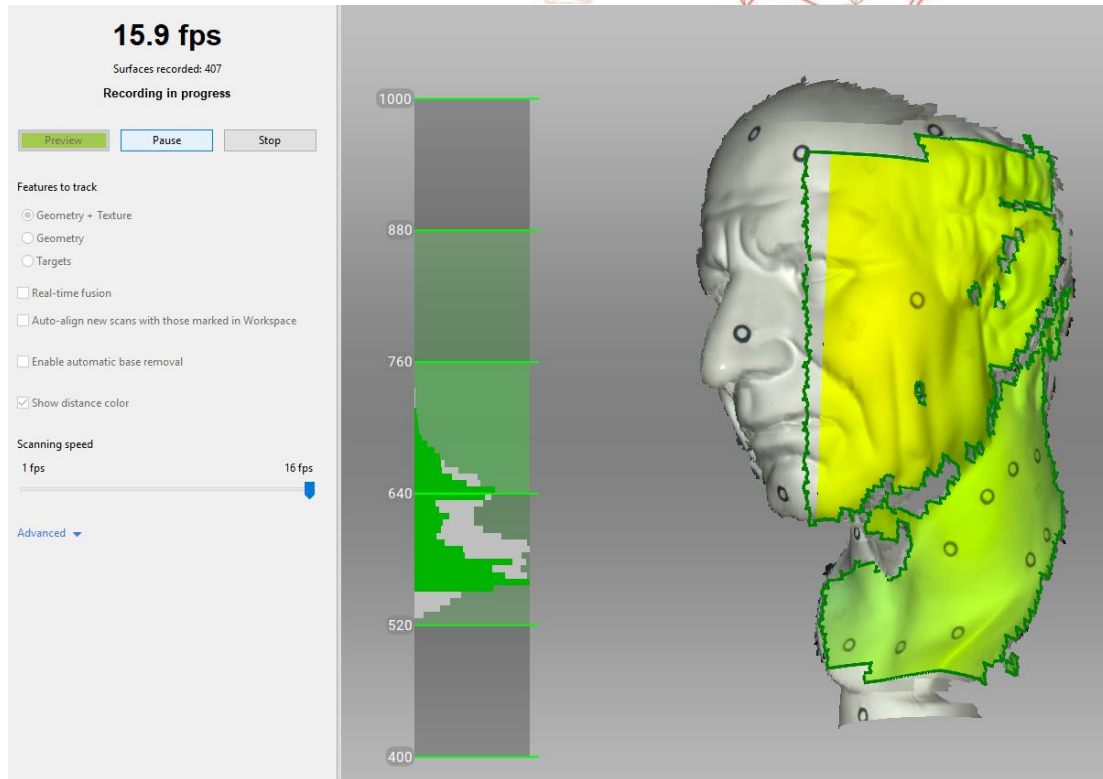 15.9 fps
Surfaces recorded: 407
Recording in progress
Preview Pause Stop
Features to track
Geometry + Texture
Geometry
Targets
Real-time fusion
Auto-align new scans with those marked in Workspace
Enable automatic base removal
Show distance color
Scanning speed
1 fps 16 fps
Advanced
1000
880
760
640
520
400